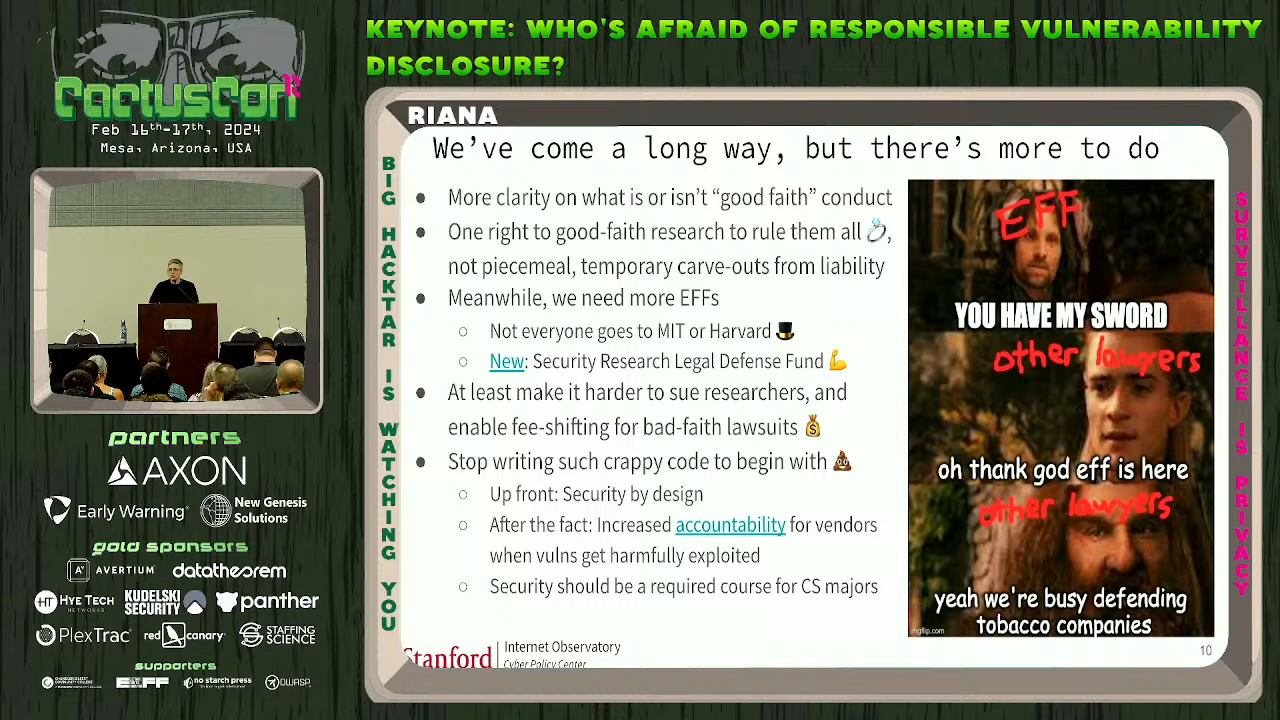 KEYNOTE: WHO'S AFRAID OF RESPONSIBLE VULNERABILITY
DISCLOSURE?
CactusCon
Feb 16th-17th, 2024
Mesa, Arizona, USA
RIANA
We've come a long way, but there's more to do
• More clarity on what is or isn't “good faith” conduct
• One right to good-faith research to rule them all 💍,
not piecemeal, temporary carve-outs from liability
• Meanwhile, we need more EFFs
○ Not everyone goes to MIT or Harvard 🎩
○ New: Security Research Legal Defense Fund 💪
• At least make it harder to sue researchers, and
enable fee-shifting for bad-faith lawsuits 💰
• Stop writing such crappy code to begin with 💩
○ Up front: Security by design
○ After the fact: Increased accountability for vendors
when vulns get harmfully exploited
○ Security should be a required course for CS majors
EFF
YOU HAVE MY SWORD
other lawyers
oh thank god eff is here
other lawyers
yeah we're busy defending
tobacco companies
imgflip.com
Stanford
Internet Observatory
Cyber Policy Center
10
BIG HACKTAR IS WATCHING YOU
SURVEILLANCE IS PRIVACY
partners
AXON
Early Warning
New Genesis
Solutions
gold sponsors
AVERTIUM
datatheorem
HT HYE TECH
NETWORKS
KUDELSKI
SECURITY
panther
PlexTrac
red canary
STAFFING
SCIENCE
supporters
EFF
no starch press
OWASP